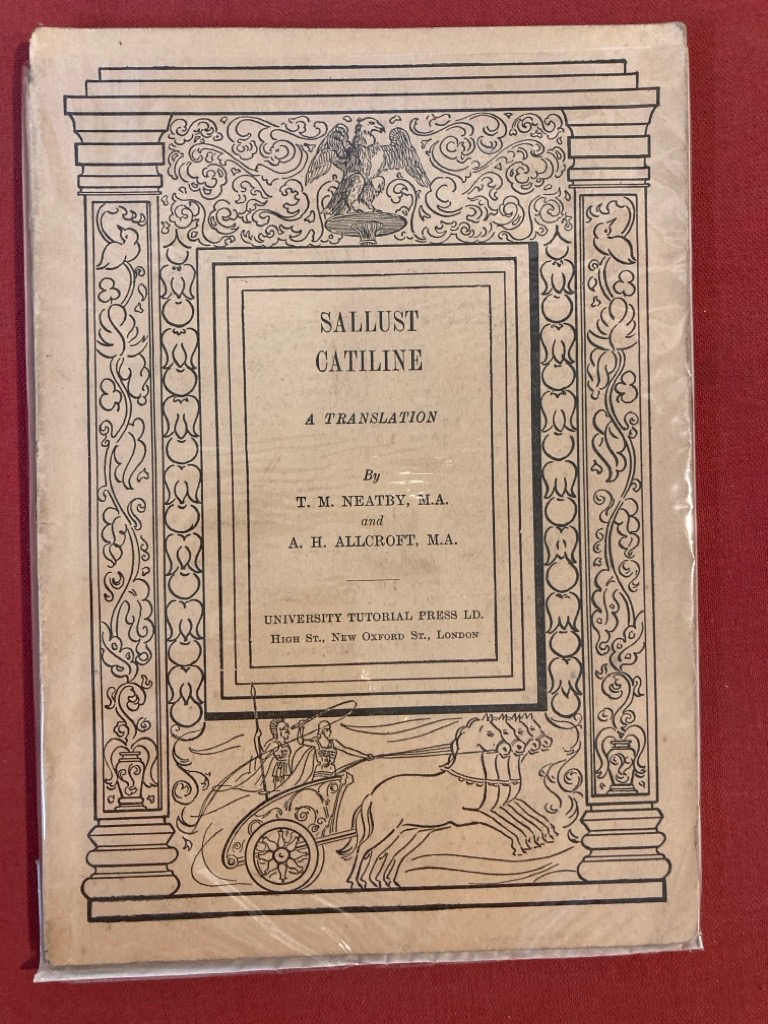 SALLUST
CATILINE
A TRANSLATION
By
T. M. NEATBY, M.A.
and
A. H. ALLCROFT, M.A.
UNIVERSITY TUTORIAL PRESS LD.
HIGH ST., NEW OXFORD ST., LONDON